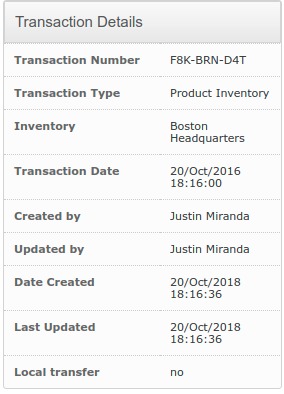 Transaction Details
Transaction Number F8K-BRN-D4T
Transaction Type Product Inventory
Inventory Boston
Headquarters
Transaction Date 20/Oct/2016
18:16:00
Created by Justin Miranda
Updated by Justin Miranda
Date Created 20/Oct/2018
18:16:36
Last Updated 20/Oct/2018
18:16:36
Local transfer no